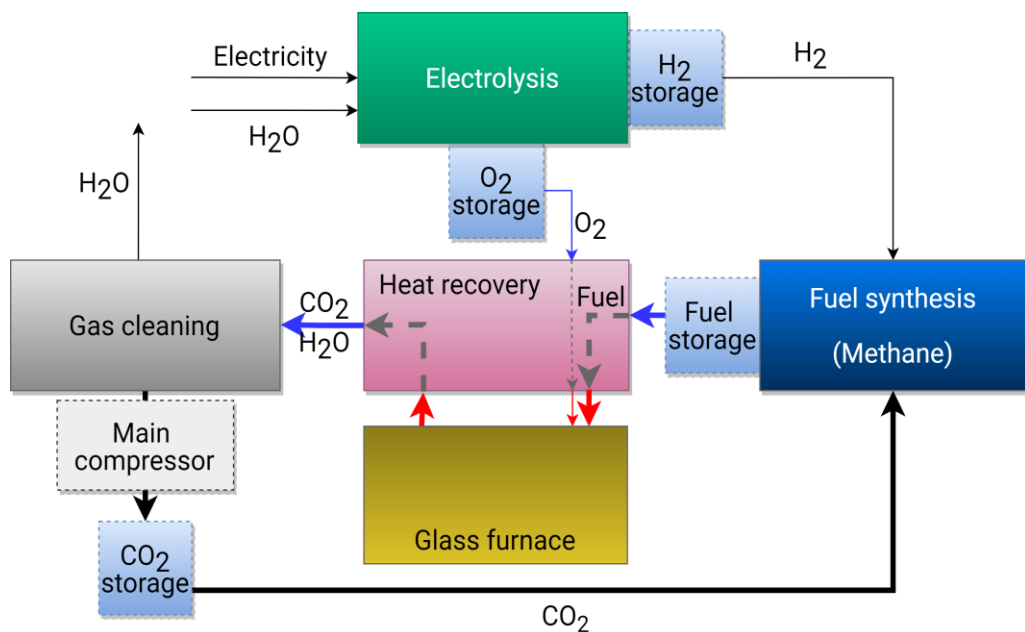 Electricity
H2O
Electrolysis
H2
storage
H2
H2O
O2
storage
O2
Gas cleaning
CO2
H2O
Heat recovery
Fuel
Fuel
storage
Fuel synthesis
(Methane)
Main
compressor
Glass furnace
CO2
storage
CO2